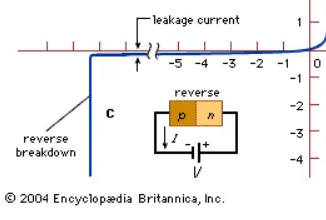 leakage current
1
-5 -4 -3 -2 -1 0
-1
reverse
C
p n
-2
reverse
breakdown
I
- +
-3
V
-4
© 2004 Encyclopædia Britannica, Inc.